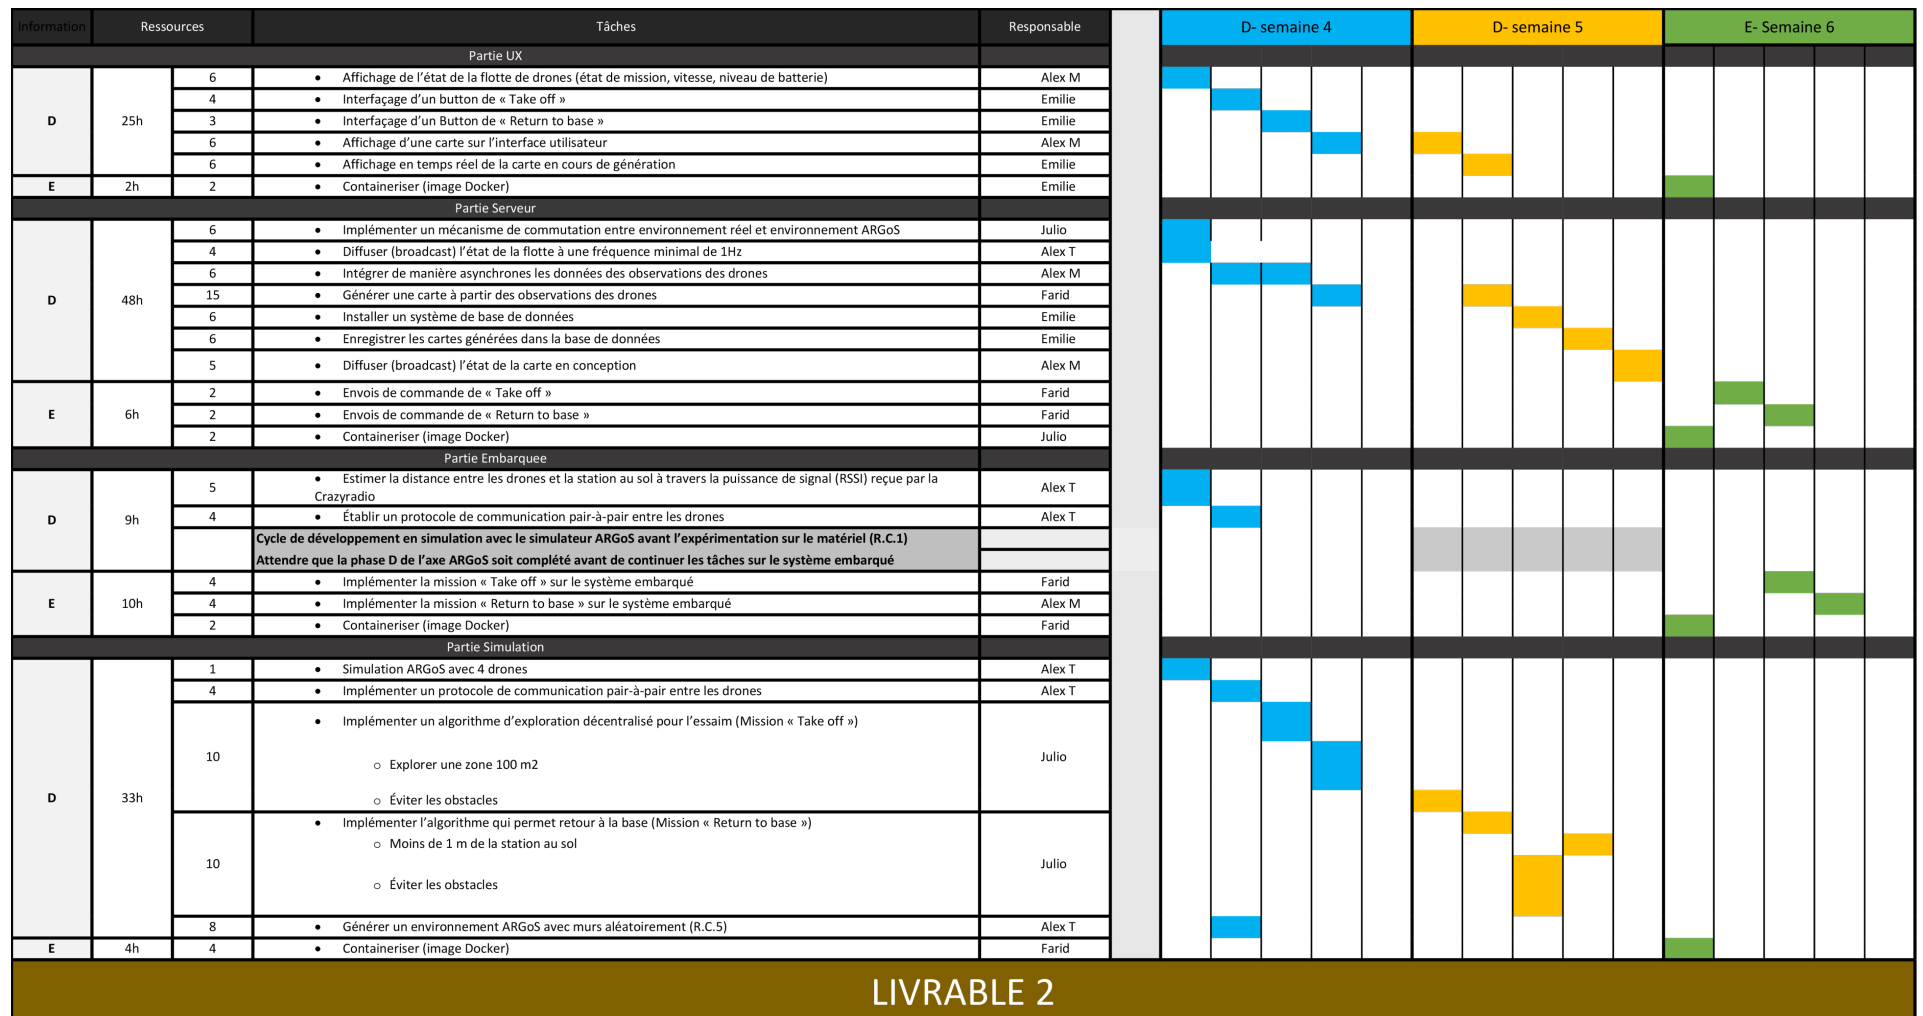 Information Ressources Tâches Responsable D- semaine 4 D- semaine 5 E- Semaine 6
Partie UX
D 25h
6 • Affichage de l’état de la flotte de drones (état de mission, vitesse, niveau de batterie) Alex M
4 • Interfaçage d’un button de « Take off » Emilie
3 • Interfaçage d’un Button de « Return to base » Emilie
6 • Affichage d’une carte sur l’interface utilisateur Alex M
6 • Affichage en temps réel de la carte en cours de génération Emilie
E 2h 2 • Containeriser (image Docker) Emilie
Partie Serveur
D 48h
6 • Implémenter un mécanisme de commutation entre environnement réel et environnement ARGoS Julio
4 • Diffuser (broadcast) l’état de la flotte à une fréquence minimal de 1Hz Alex T
6 • Intégrer de manière asynchrones les données des observations des drones Alex M
15 • Générer une carte à partir des observations des drones Farid
6 • Installer un système de base de données Emilie
6 • Enregistrer les cartes générées dans la base de données Emilie
5 • Diffuser (broadcast) l’état de la carte en conception Alex M
E 6h
2 • Envois de commande de « Take off » Farid
2 • Envois de commande de « Return to base » Farid
2 • Containeriser (image Docker) Julio
Partie Embarquee
D 9h
5 • Estimer la distance entre les drones et la station au sol à travers la puissance de signal (RSSI) reçue par la
Crazyradio Alex T
4 • Établir un protocole de communication pair-à-pair entre les drones Alex T
Cycle de développement en simulation avec le simulateur ARGoS avant l’expérimentation sur le matériel (R.C.1)
Attendre que la phase D de l’axe ARGoS soit complété avant de continuer les tâches sur le système embarqué
E 10h
4 • Implémenter la mission « Take off » sur le système embarqué Farid
4 • Implémenter la mission « Return to base » sur le système embarqué Alex M
2 • Containeriser (image Docker) Farid
Partie Simulation
D 33h
1 • Simulation ARGoS avec 4 drones Alex T
4 • Implémenter un protocole de communication pair-à-pair entre les drones Alex T
10 • Implémenter un algorithme d’exploration décentralisé pour l’essaim (Mission « Take off ») Julio
o Explorer une zone 100 m2
o Éviter les obstacles
10 • Implémenter l’algorithme qui permet retour à la base (Mission « Return to base ») Julio
o Moins de 1 m de la station au sol
o Éviter les obstacles
8 • Générer un environnement ARGoS avec murs aléatoirement (R.C.5) Alex T
E 4h 4 • Containeriser (image Docker) Farid
LIVRABLE 2